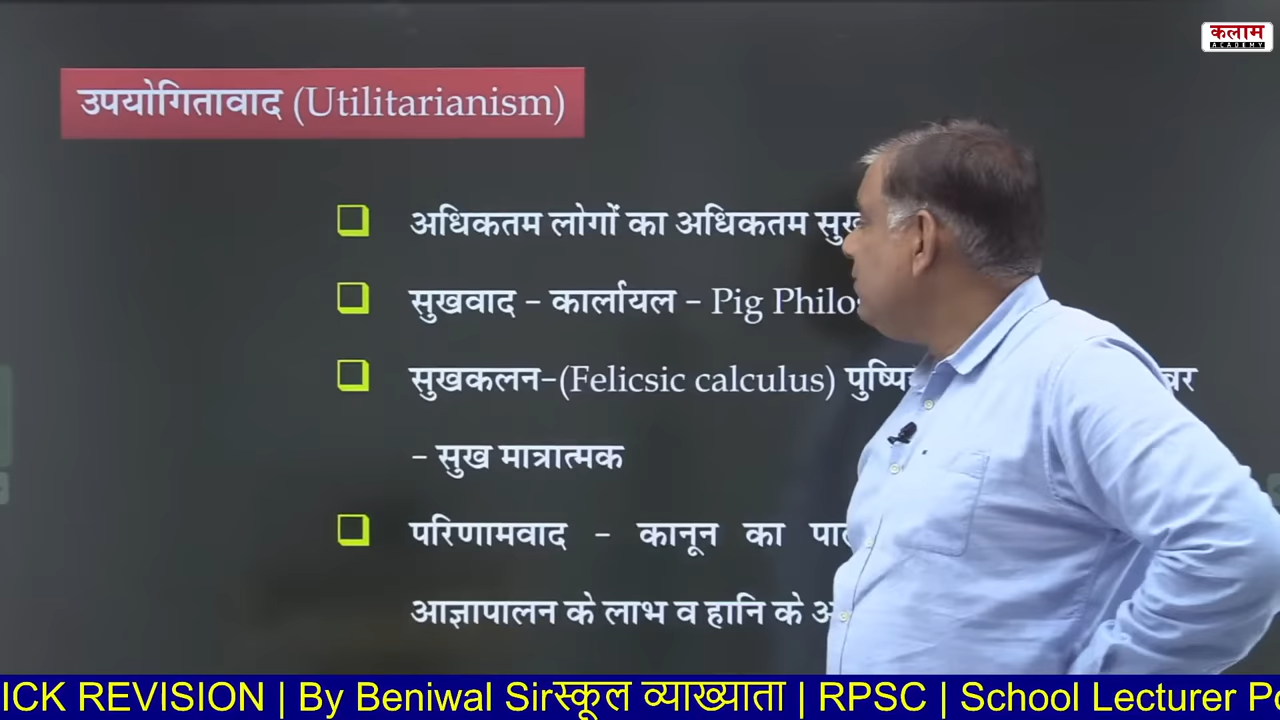 कलाम
ACADEMY
उपयोगितावाद (Utilitarianism)
अधिकतम लोगों का अधिकतम
सुखवाद - कार्लायल - Pig
सुखकलन-(Felicsic calculus)
- सुख मात्रात्मक
परिणामवाद - कानून का
आज्ञापालन के लाभ व हानि के
ICK REVISION | By Beniwal Sirस्कूल व्याख्याता | RPSC | School Lecturer